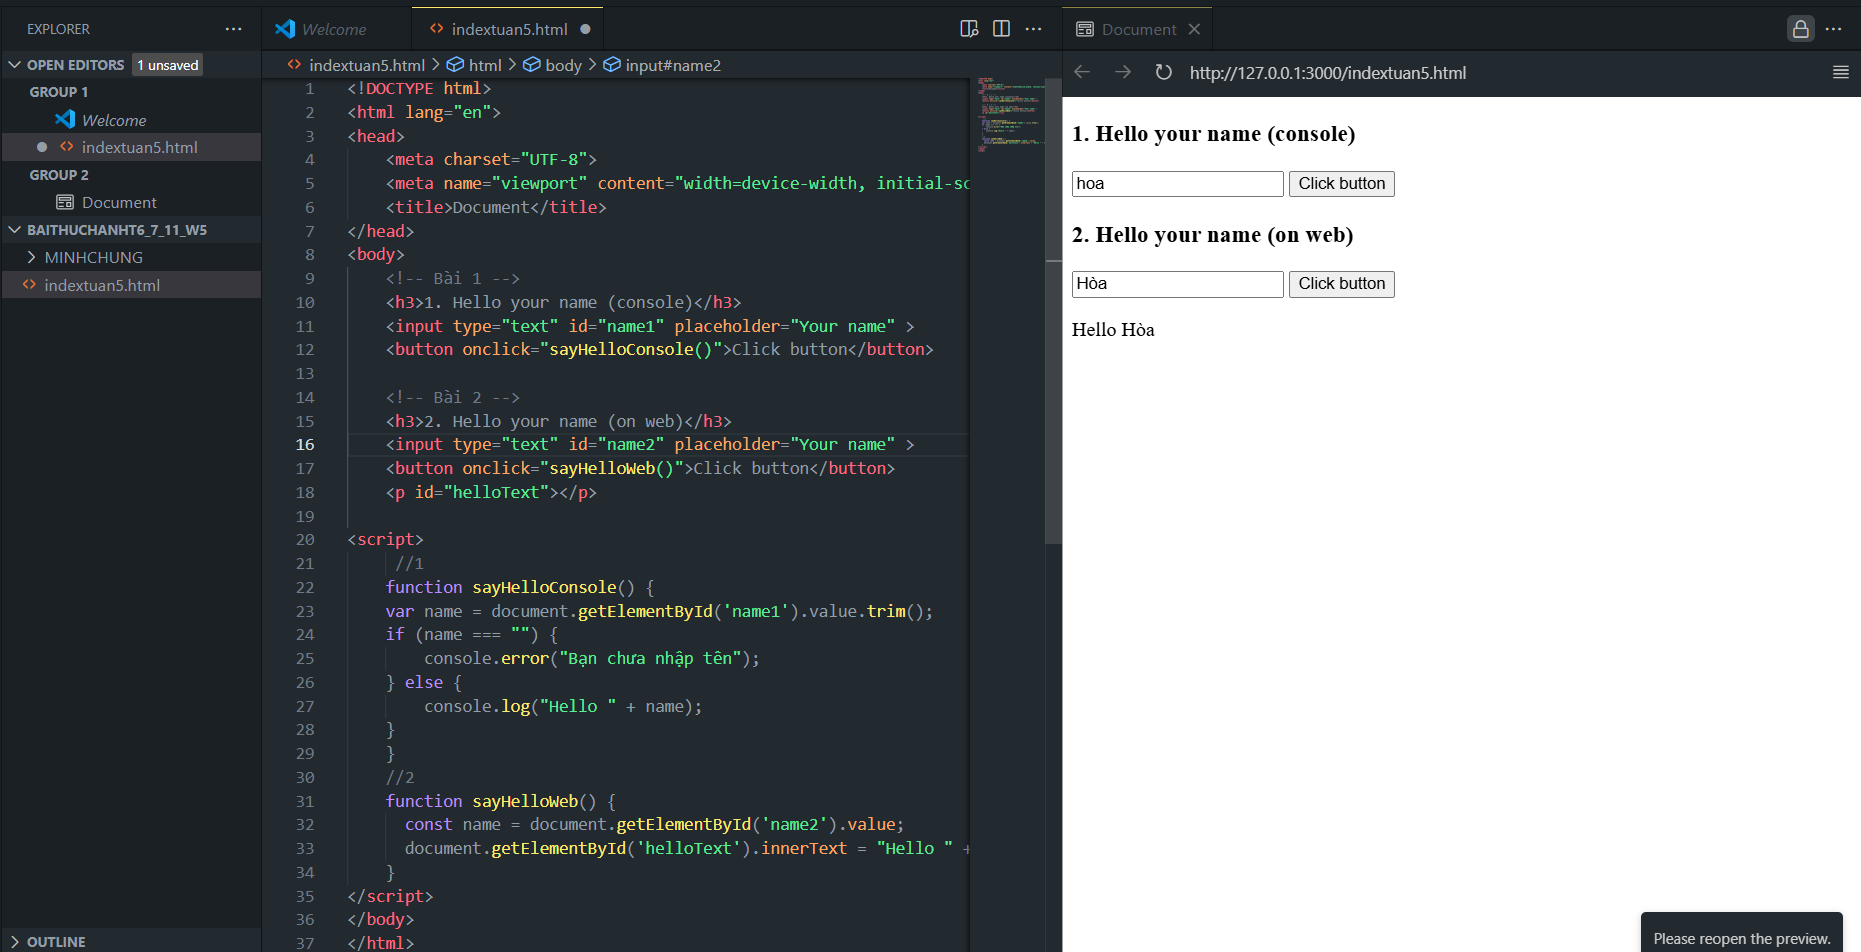 EXPLORER
OPEN EDITORS 1 unsaved
GROUP 1
Welcome
indextuan5.html
GROUP 2
Document
BAITHUCHANHT6_7_11_W5
MINHCHUNG
indextuan5.html
OUTLINE
Welcome indextuan5.html
indextuan5.html > html > body > input#name2
1 <!DOCTYPE html>
2 <html lang="en">
3 <head>
4 <meta charset="UTF-8">
5 <meta name="viewport" content="width=device-width, initial-sc
6 <title>Document</title>
7 </head>
8 <body>
9 <!-- Bài 1 -->
10 <h3>1. Hello your name (console)</h3>
11 <input type="text" id="name1" placeholder="Your name" >
12 <button onclick="sayHelloConsole()">Click button</button>
13
14 <!-- Bài 2 -->
15 <h3>2. Hello your name (on web)</h3>
16 <input type="text" id="name2" placeholder="Your name" >
17 <button onclick="sayHelloWeb()">Click button</button>
18 <p id="helloText"></p>
19
20 <script>
21 //1
22 function sayHelloConsole() {
23 var name = document.getElementById('name1').value.trim();
24 if (name === "") {
25 console.error("Bạn chưa nhập tên");
26 } else {
27 console.log("Hello " + name);
28 }
29 }
30 //2
31 function sayHelloWeb() {
32 const name = document.getElementById('name2').value;
33 document.getElementById('helloText').innerText = "Hello " +
34 }
35 </script>
36 </body>
37 </html>
Document
http://127.0.0.1:3000/indextuan5.html
1. Hello your name (console)
hoa Click button
2. Hello your name (on web)
Hòa Click button
Hello Hòa
Please reopen the preview.